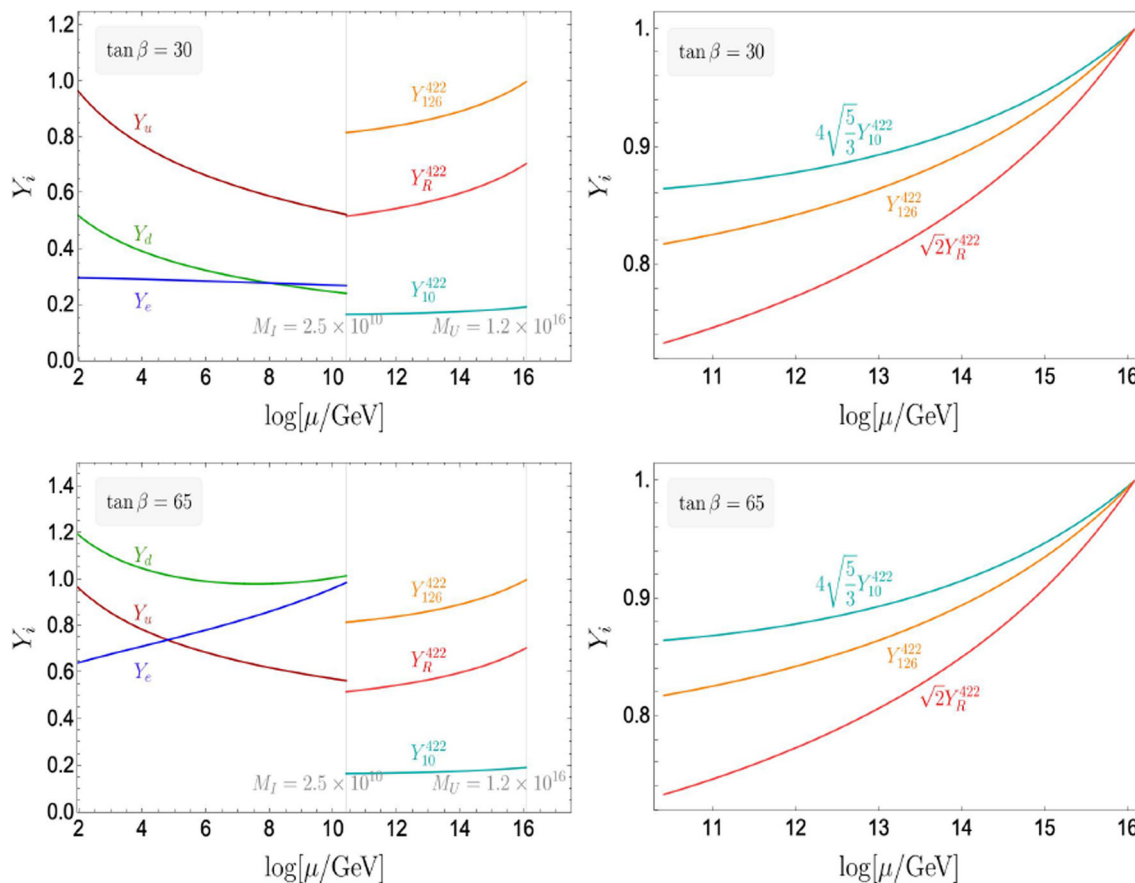 tan β = 30
Y_u
Y_d
Y_e
Y_126^422
Y_R^422
Y_10^422
M_I = 2.5 × 10^10
M_U = 1.2 × 10^16
Y_i
1.2
1.0
0.8
0.6
0.4
0.2
0.0
2 4 6 8 10 12 14 16
log[μ/GeV]
tan β = 30
4√(5/3) Y_10^422
Y_126^422
√2 Y_R^422
Y_i
1.
0.9
0.8
11 12 13 14 15 16
log[μ/GeV]
tan β = 65
Y_d
Y_u
Y_e
Y_126^422
Y_R^422
Y_10^422
M_I = 2.5 × 10^10
M_U = 1.2 × 10^16
Y_i
1.4
1.2
1.0
0.8
0.6
0.4
0.2
0.0
2 4 6 8 10 12 14 16
log[μ/GeV]
tan β = 65
4√(5/3) Y_10^422
Y_126^422
√2 Y_R^422
Y_i
1.
0.9
0.8
11 12 13 14 15 16
log[μ/GeV]